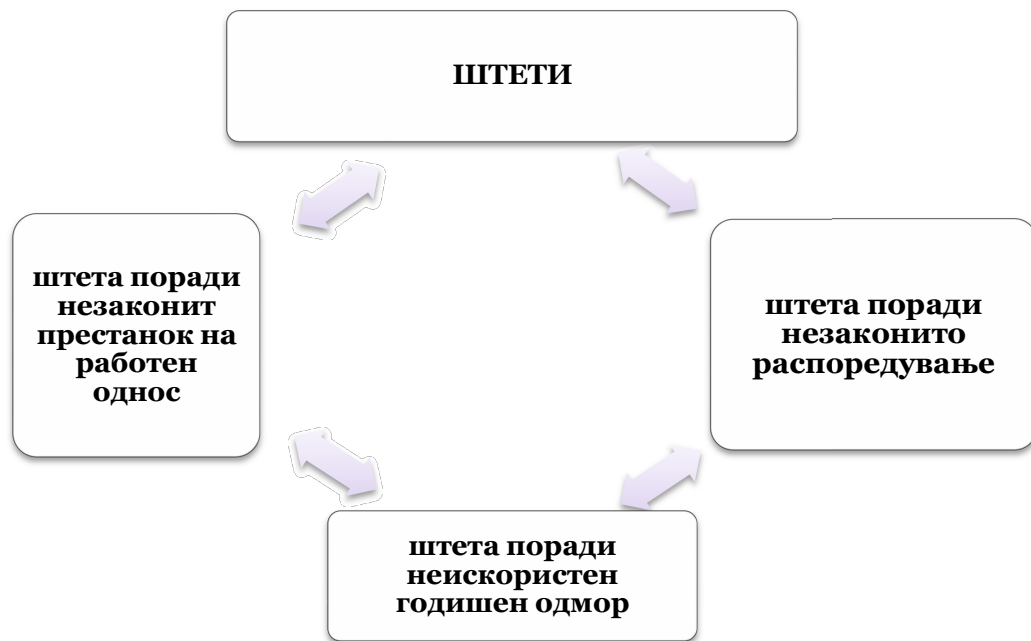 ШТЕТИ
штета поради
незаконит
престанок на
работен
однос
штета поради
незаконито
распоредување
штета поради
неискористен
годишен одмор